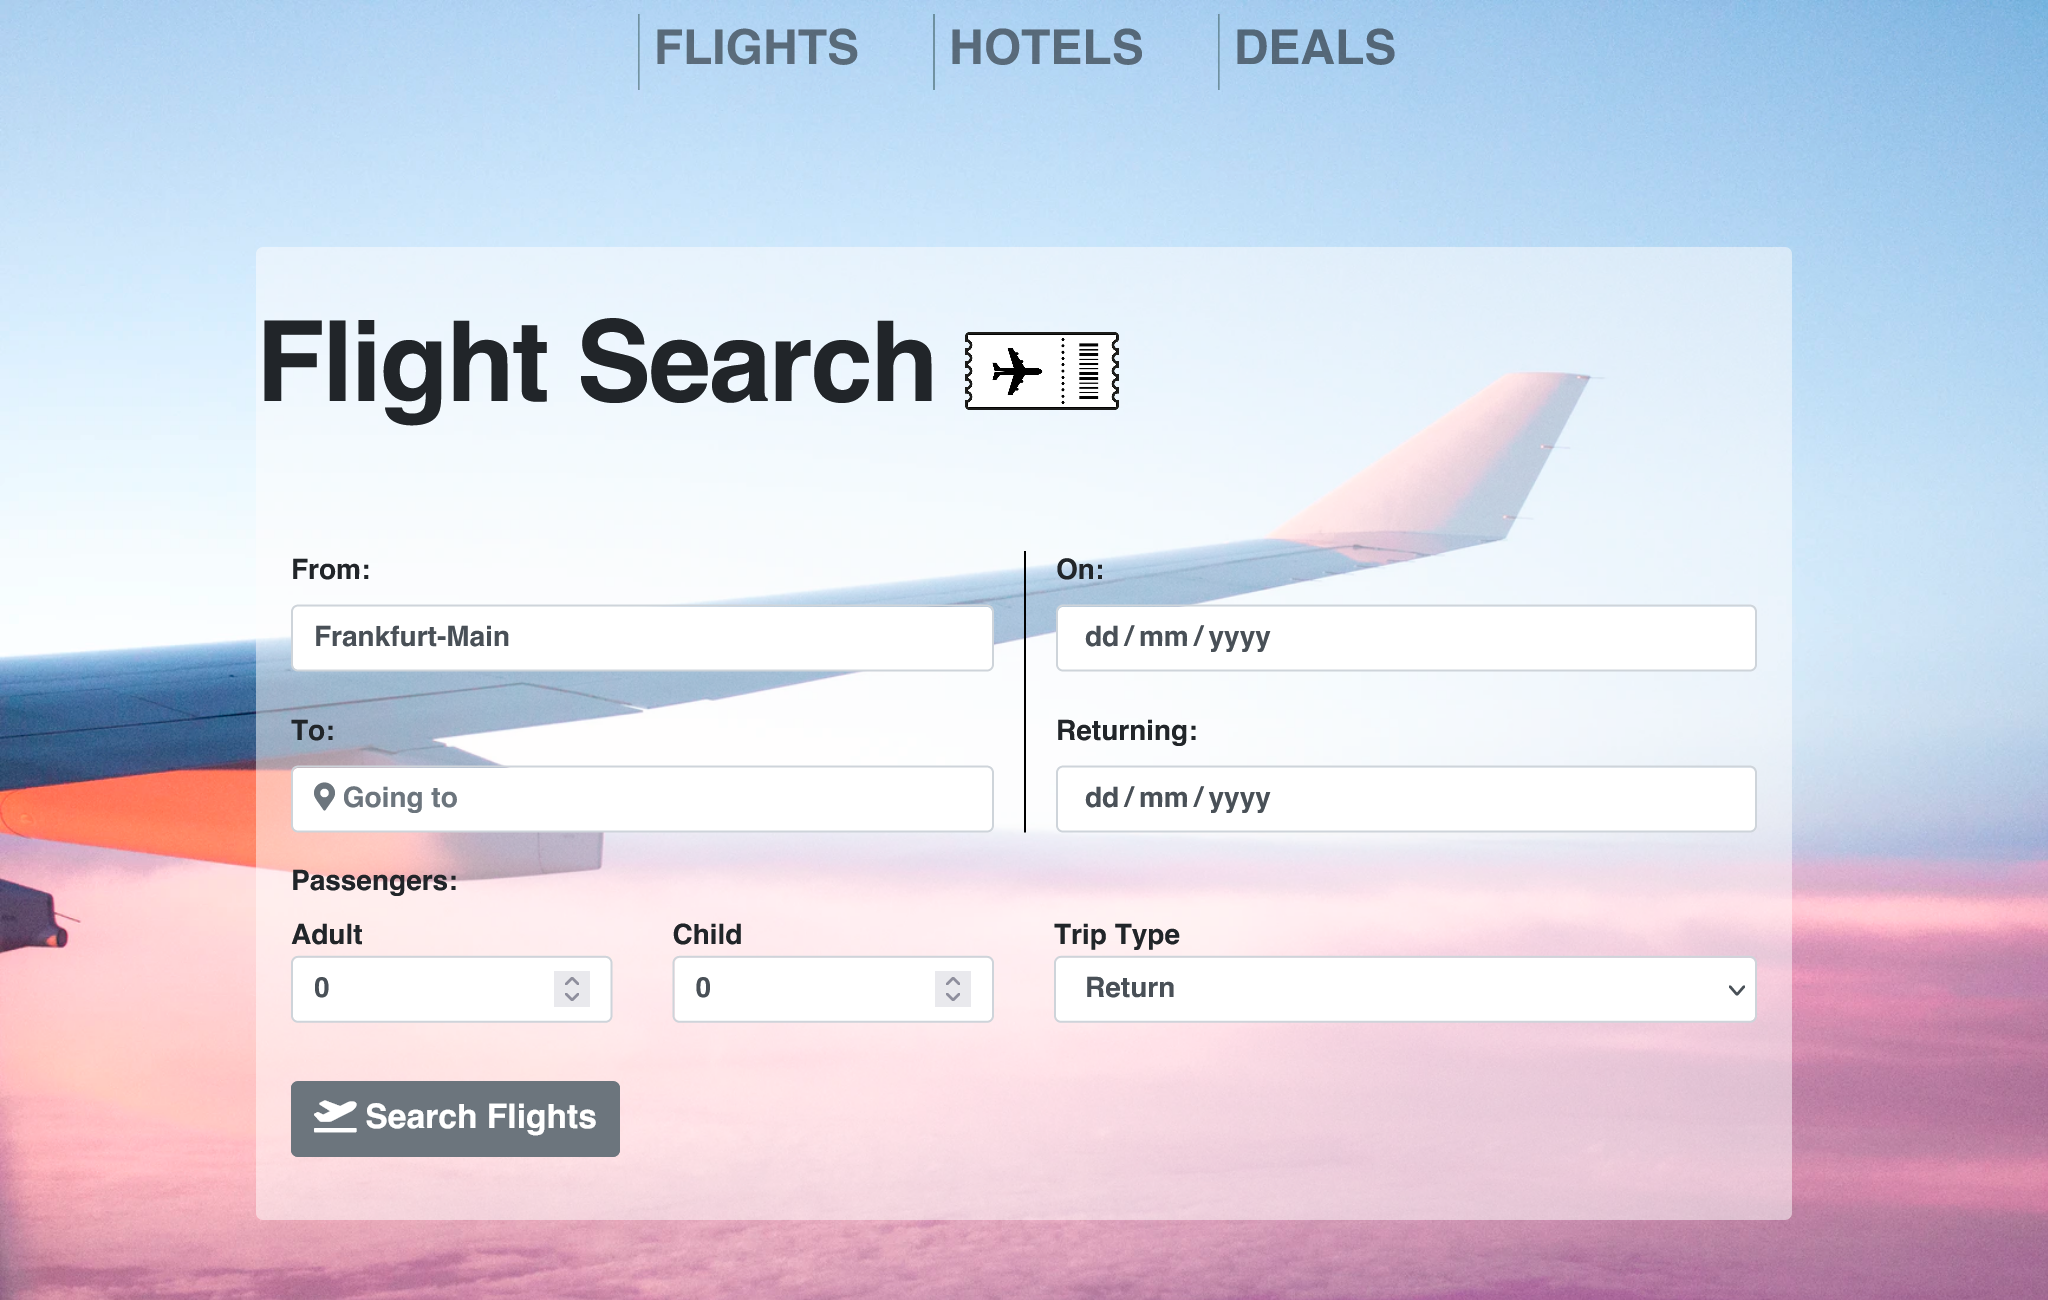 FLIGHTS HOTELS DEALS
Flight Search
From:
Frankfurt-Main
On:
dd/mm/yyyy
To:
Going to
Returning:
dd/mm/yyyy
Passengers:
Adult
0
Child
0
Trip Type
Return
Search Flights